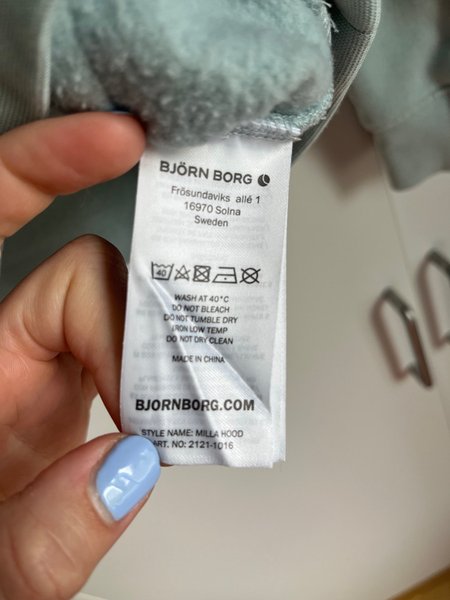 BJÖRN BORG
Frösundaviks allé 1
16970 Solna
Sweden
40
WASH AT 40°C
DO NOT BLEACH
DO NOT TUMBLE DRY
IRON LOW TEMP
DO NOT DRY CLEAN
MADE IN CHINA
BJORNBORG.COM
STYLE NAME: MILLA HOOD
ART. NO: 2121-1016